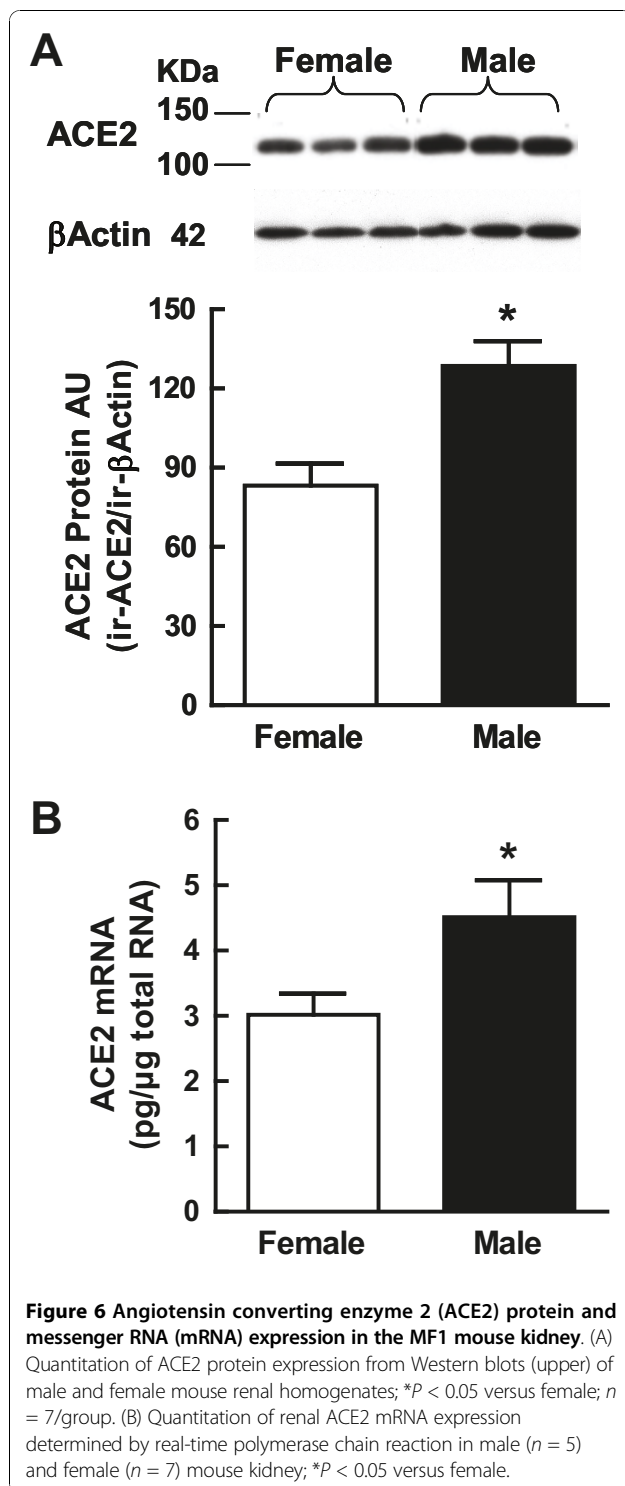 A
KDa
Female Male
150
ACE2
100
βActin 42
150
120
90
60
30
0
ACE2 Protein AU
(ir-ACE2/ir-βActin)
*
Female Male
B
6
5
4
3
2
1
0
ACE2 mRNA
(pg/μg total RNA)
*
Female Male
Figure 6 Angiotensin converting enzyme 2 (ACE2) protein and
messenger RNA (mRNA) expression in the MF1 mouse kidney. (A)
Quantitation of ACE2 protein expression from Western blots (upper) of
male and female mouse renal homogenates; *P < 0.05 versus female; n
= 7/group. (B) Quantitation of renal ACE2 mRNA expression
determined by real-time polymerase chain reaction in male (n = 5)
and female (n = 7) mouse kidney; *P < 0.05 versus female.